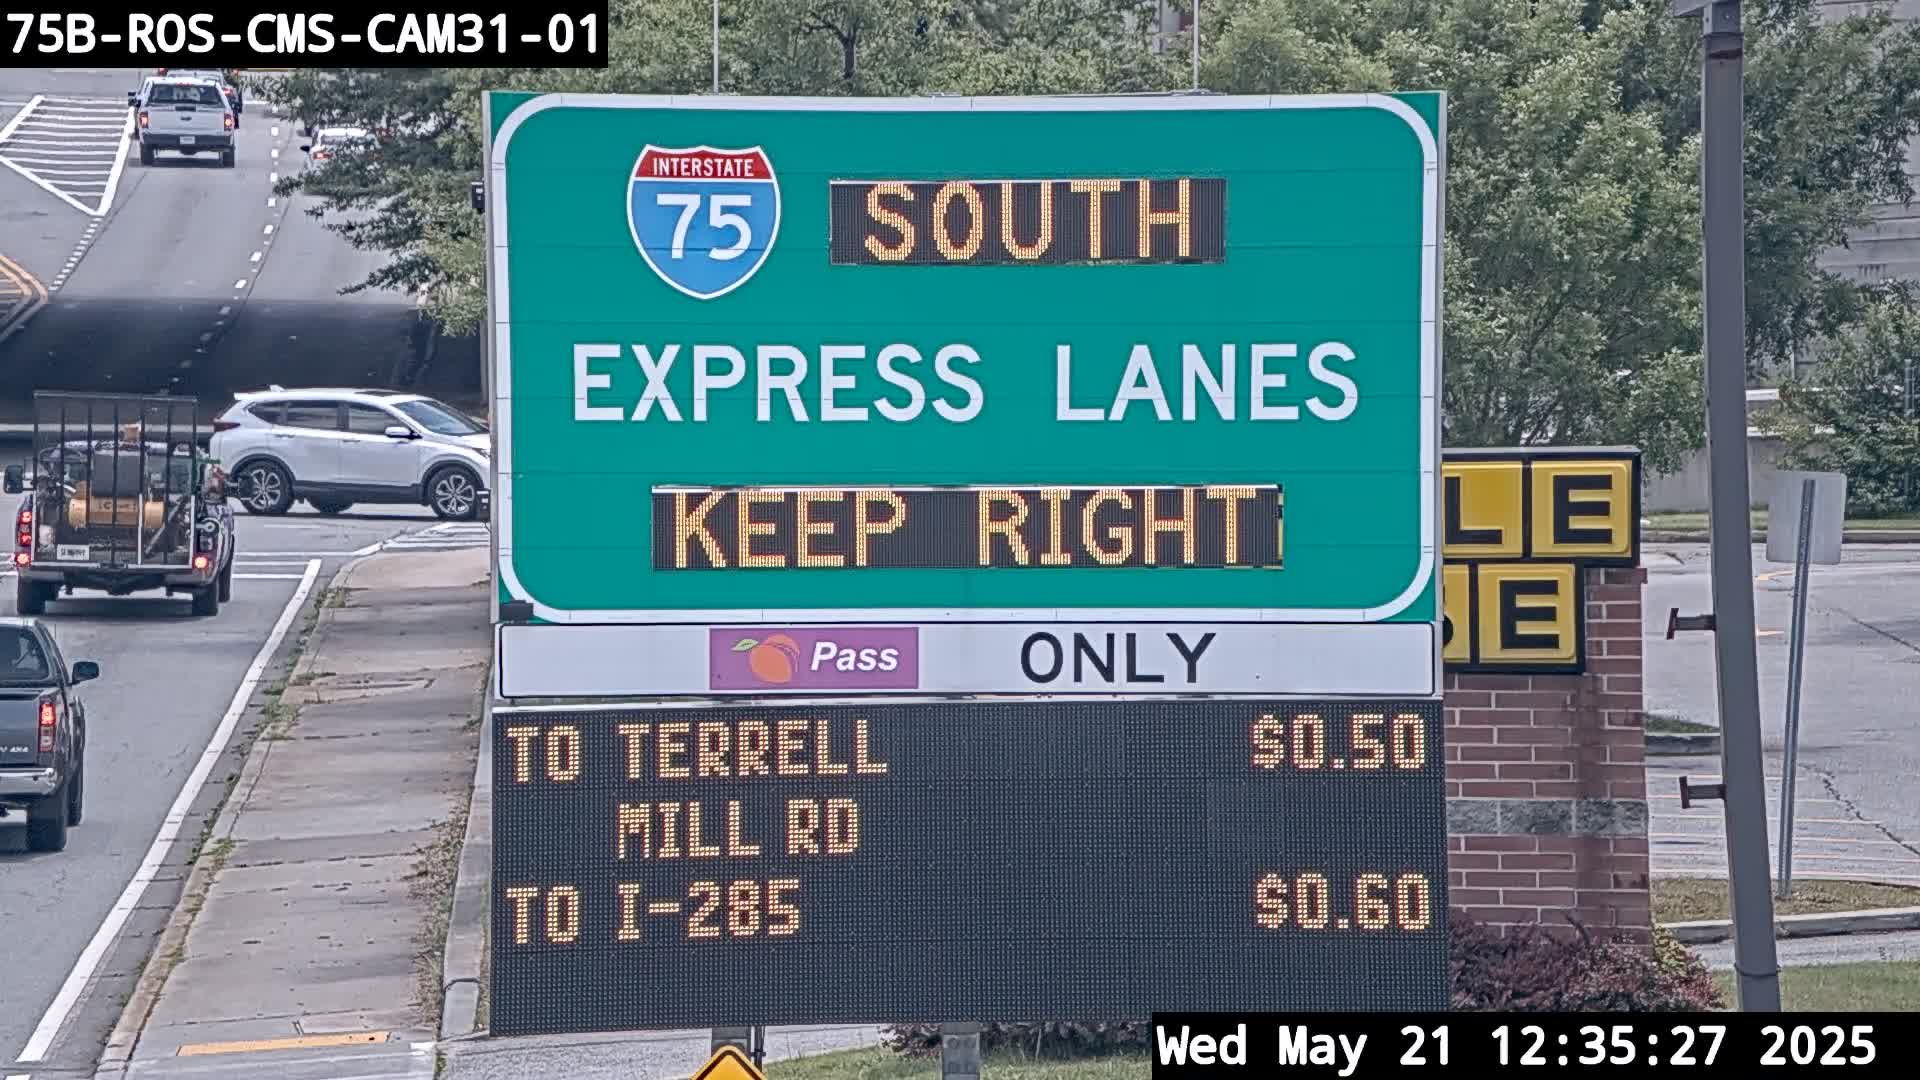 75B-ROS-CMS-CAM31-01
INTERSTATE
75
SOUTH
EXPRESS LANES
KEEP RIGHT
LE
E
Pass ONLY
TO TERRELL $0.50
MILL RD
TO I-285 $0.60
Wed May 21 12:35:27 2025